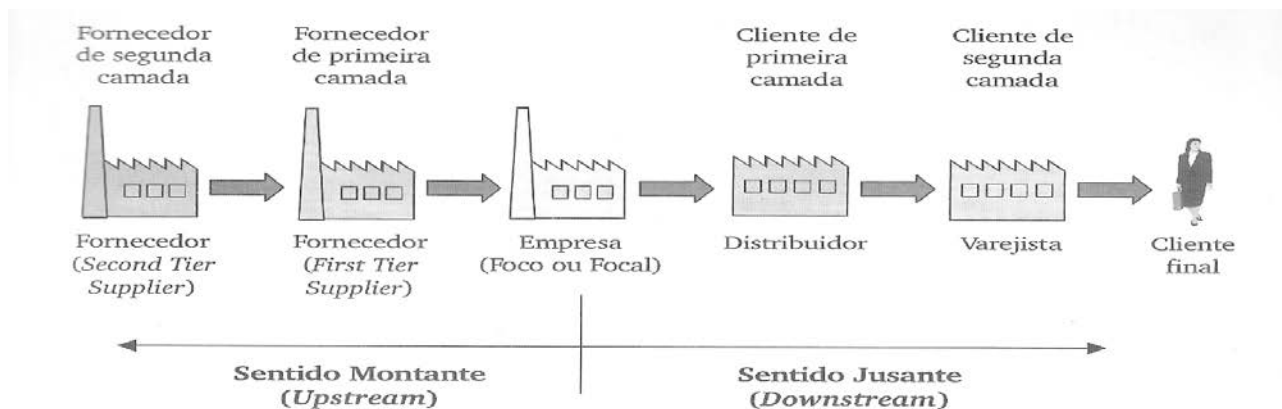 Fornecedor
de segunda
camada
Fornecedor
de primeira
camada
Cliente de
primeira
camada
Cliente de
segunda
camada
Fornecedor
(Second Tier
Supplier)
Fornecedor
(First Tier
Supplier)
Empresa
(Foco ou Focal)
Distribuidor
Varejista
Cliente
final
Sentido Montante
(Upstream)
Sentido Jusante
(Downstream)